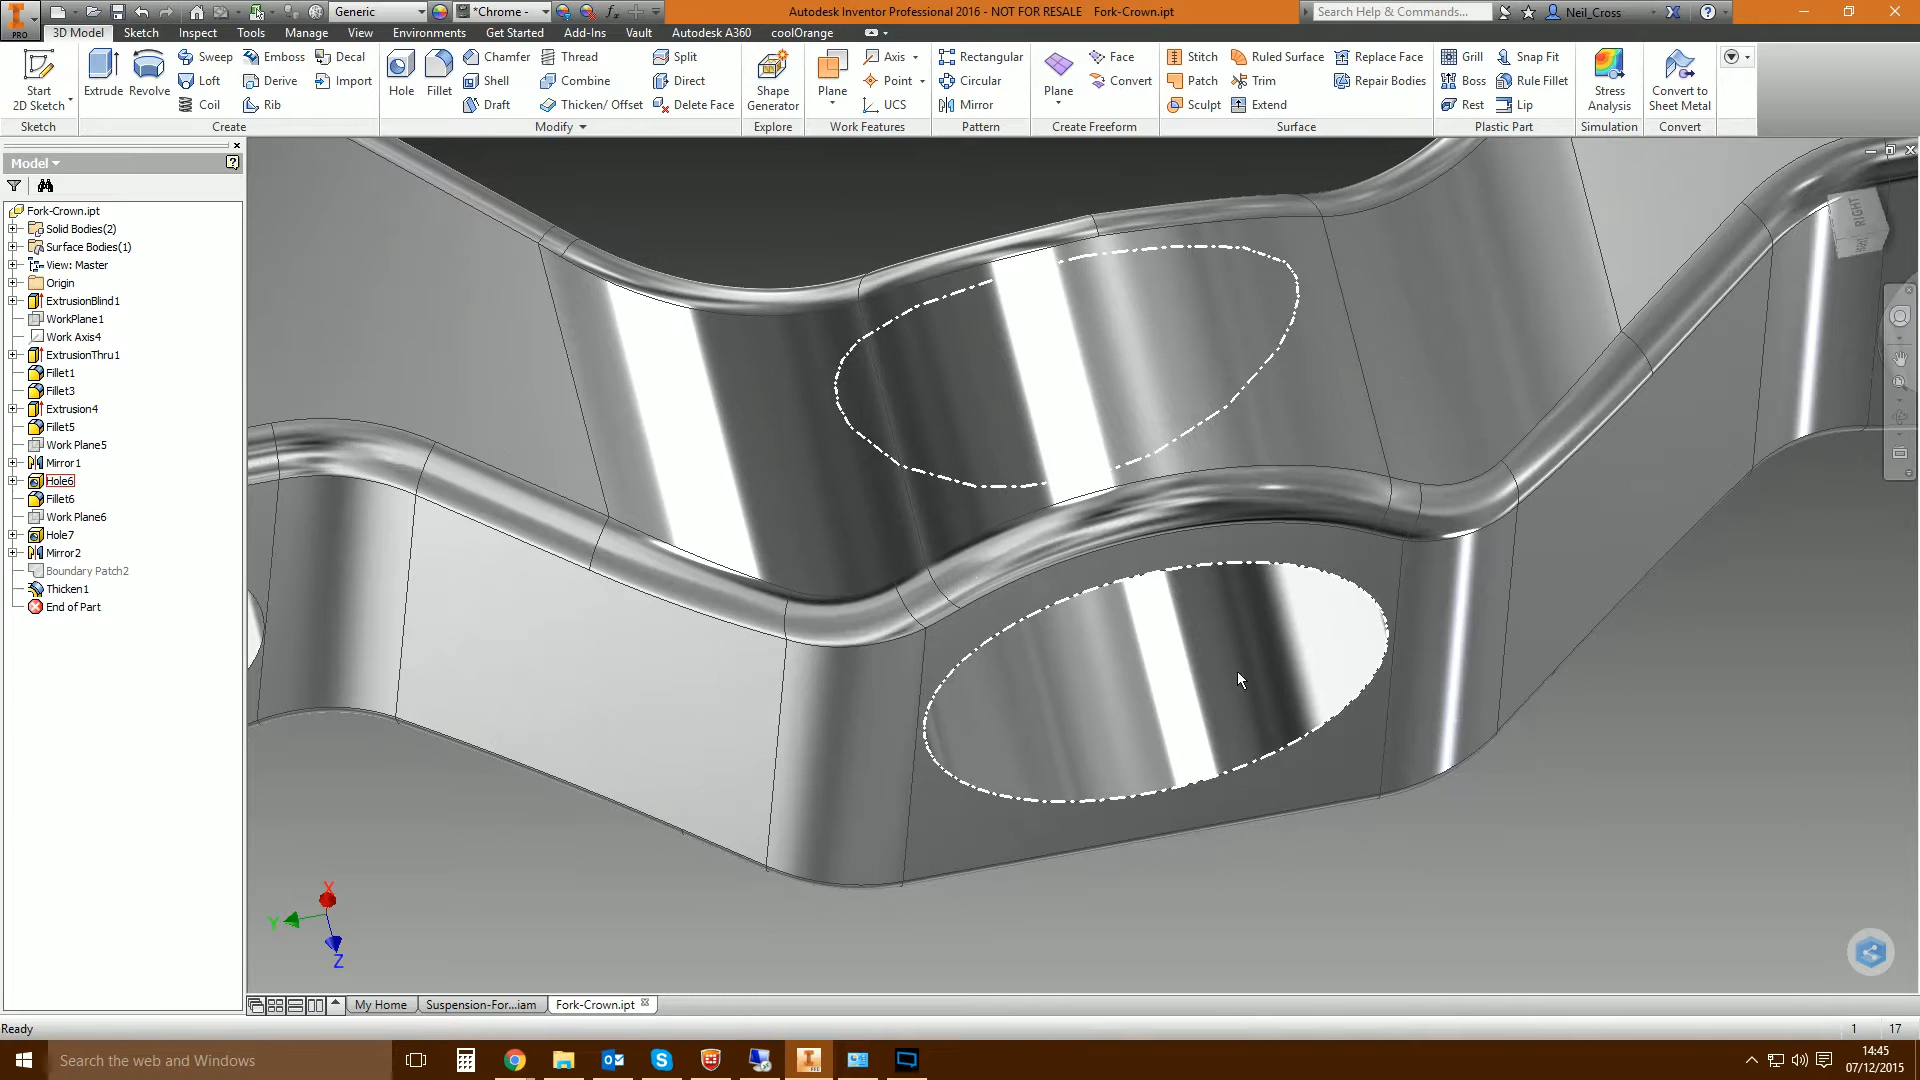 Generic
*Chrome -
Autodesk Inventor Professional 2016 - NOT FOR RESALE Fork-Crown.ipt
Search Help & Commands...
Neil_Cross
PRO
3D Model Sketch Inspect Tools Manage View Environments Get Started Add-Ins Vault Autodesk A360 coolOrange
Start
2D Sketch
Sketch
Extrude Revolve
Sweep Emboss Decal
Loft Derive Import
Coil Rib
Create
Hole Fillet
Chamfer Thread Split
Shell Combine Direct
Draft Thicken/ Offset Delete Face
Modify
Shape
Generator
Explore
Plane
Axis
Point
UCS
Work Features
Rectangular
Circular
Mirror
Pattern
Plane
Face
Convert
Create Freeform
Stitch Ruled Surface Replace Face
Patch Trim Repair Bodies
Sculpt Extend
Surface
Grill Snap Fit
Boss Rule Fillet
Rest Lip
Plastic Part
Stress
Analysis
Simulation
Convert to
Sheet Metal
Convert
Model
Fork-Crown.ipt
Solid Bodies(2)
Surface Bodies(1)
View: Master
Origin
ExtrusionBlind1
WorkPlane1
Work Axis4
ExtrusionThru1
Fillet1
Fillet3
Extrusion4
Fillet5
Work Plane5
Mirror1
Hole6
Fillet6
Work Plane6
Hole7
Mirror2
Boundary Patch2
Thicken1
End of Part
RIGHT
X
Y
Z
My Home Suspension-For...iam Fork-Crown.ipt
Ready
1 17
Search the web and Windows
14:45
07/12/2015